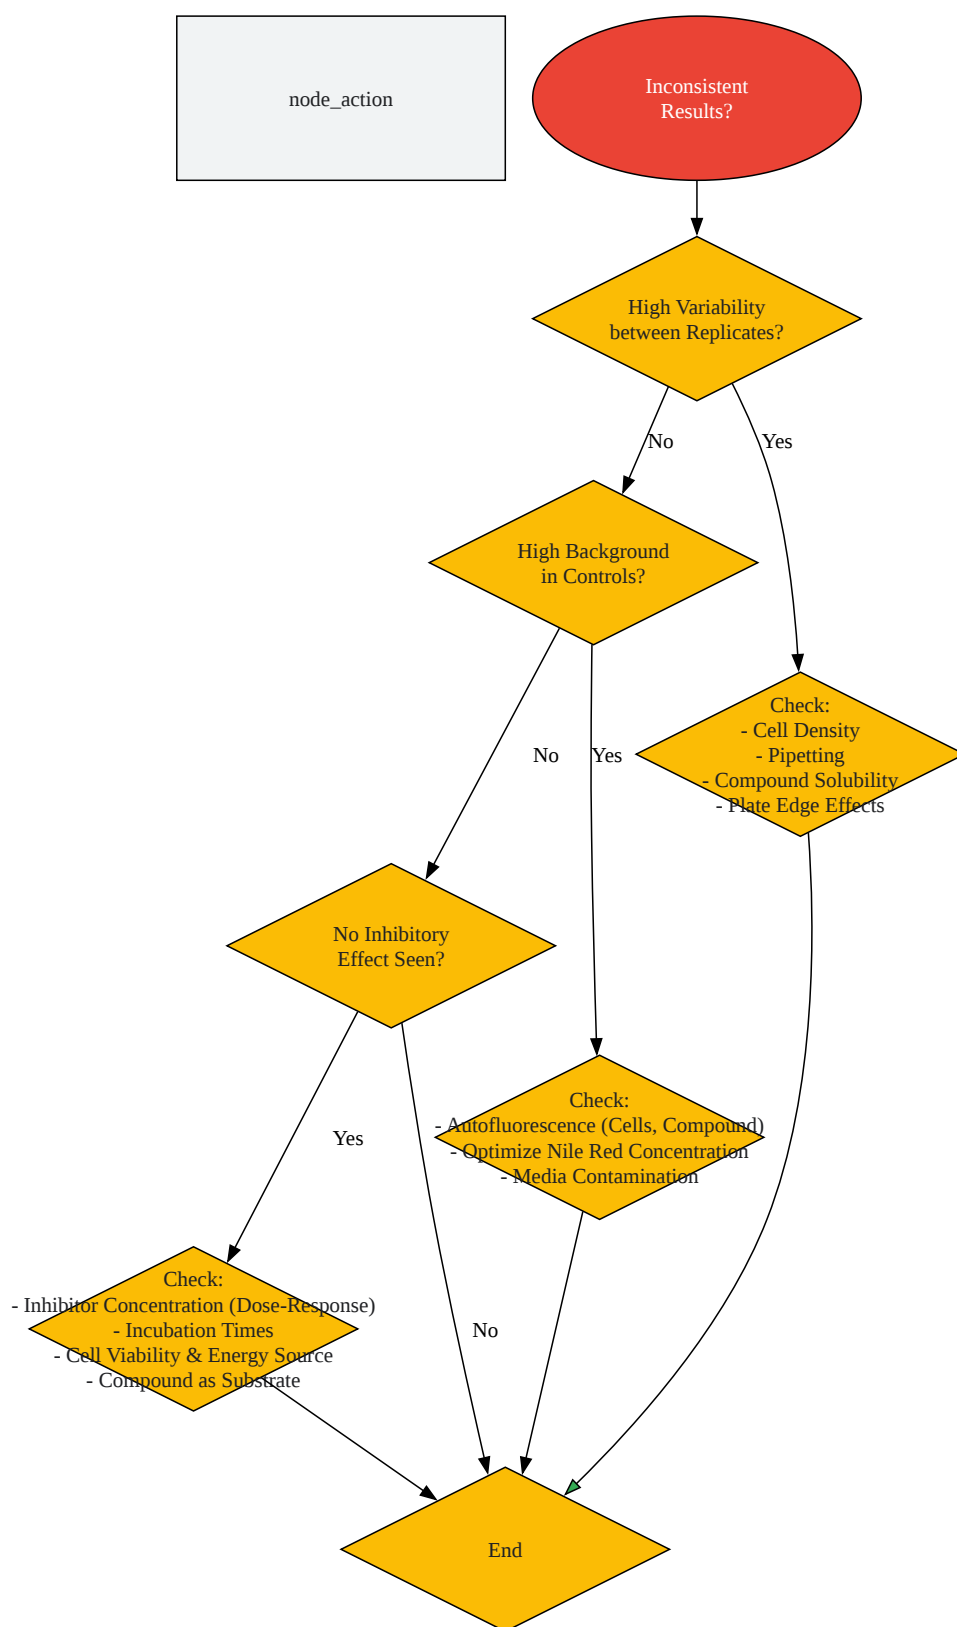 node_action
Inconsistent
Results?
High Variability
between Replicates?
No
Yes
High Background
in Controls?
No
Yes
Check:
- Cell Density
- Pipetting
- Compound Solubility
- Plate Edge Effects
No Inhibitory
Effect Seen?
Yes
No
Check:
- Autofluorescence (Cells, Compound)
- Optimize Nile Red Concentration
- Media Contamination
Check:
- Inhibitor Concentration (Dose-Response)
- Incubation Times
- Cell Viability & Energy Source
- Compound as Substrate
End